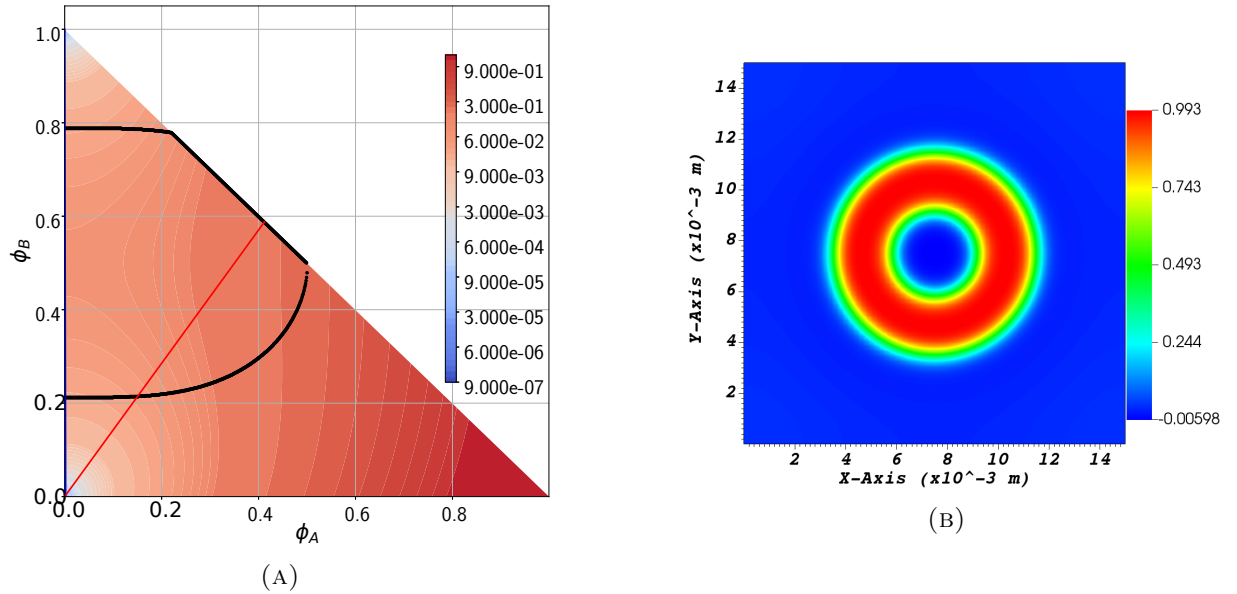 1.0
0.8
0.6
0.4
0.2
0.0
ϕ_B
0.0 0.2 0.4 0.6 0.8
ϕ_A
9.000e-01
3.000e-01
6.000e-02
9.000e-03
3.000e-03
6.000e-04
9.000e-05
3.000e-05
6.000e-06
9.000e-07
(A)
14
12
10
8
6
4
2
Y-Axis (x10^-3 m)
2 4 6 8 10 12 14
X-Axis (x10^-3 m)
0.993
0.743
0.493
0.244
-0.00598
(B)